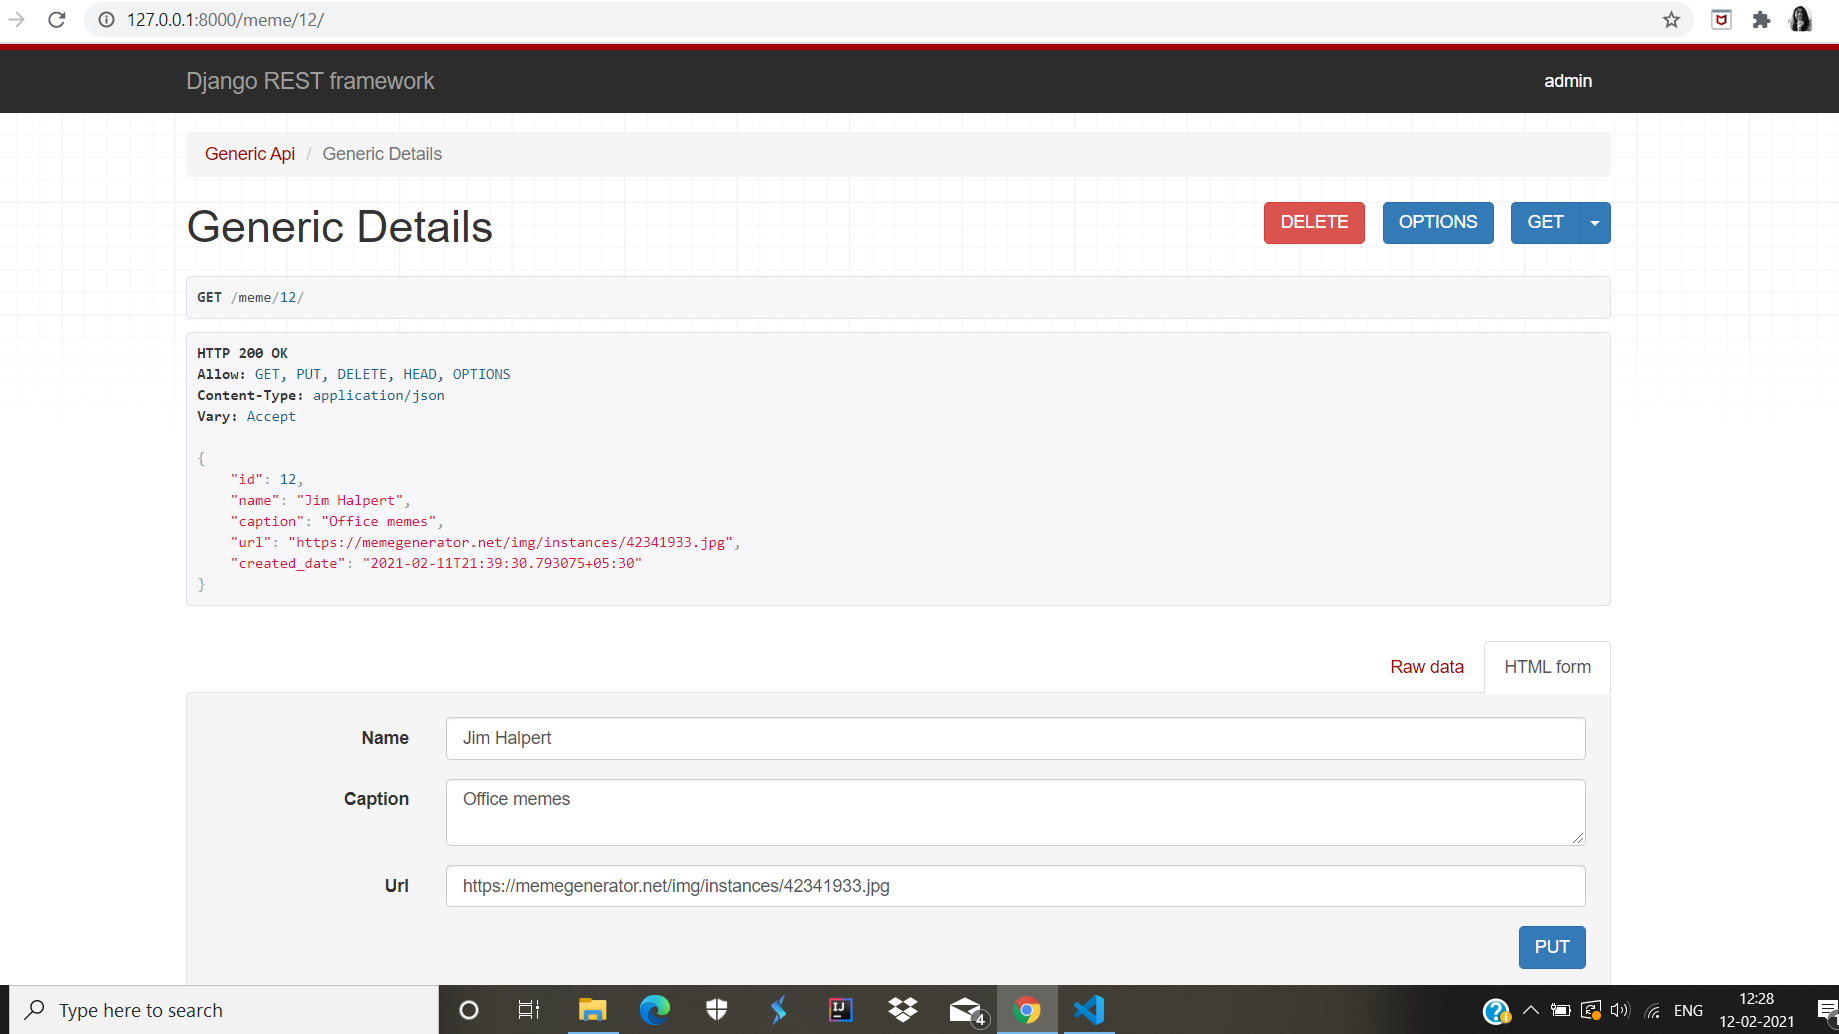 127.0.0.1:8000/meme/12/
Django REST framework
admin
Generic Api / Generic Details
Generic Details
DELETE
OPTIONS
GET
GET /meme/12/
HTTP 200 OK
Allow: GET, PUT, DELETE, HEAD, OPTIONS
Content-Type: application/json
Vary: Accept
{
"id": 12,
"name": "Jim Halpert",
"caption": "Office memes",
"url": "https://memegenerator.net/img/instances/42341933.jpg",
"created_date": "2021-02-11T21:39:30.793075+05:30"
}
Raw data
HTML form
Name
Jim Halpert
Caption
Office memes
Url
https://memegenerator.net/img/instances/42341933.jpg
PUT
Type here to search
IJ
4
ENG
12:28
12-02-2021